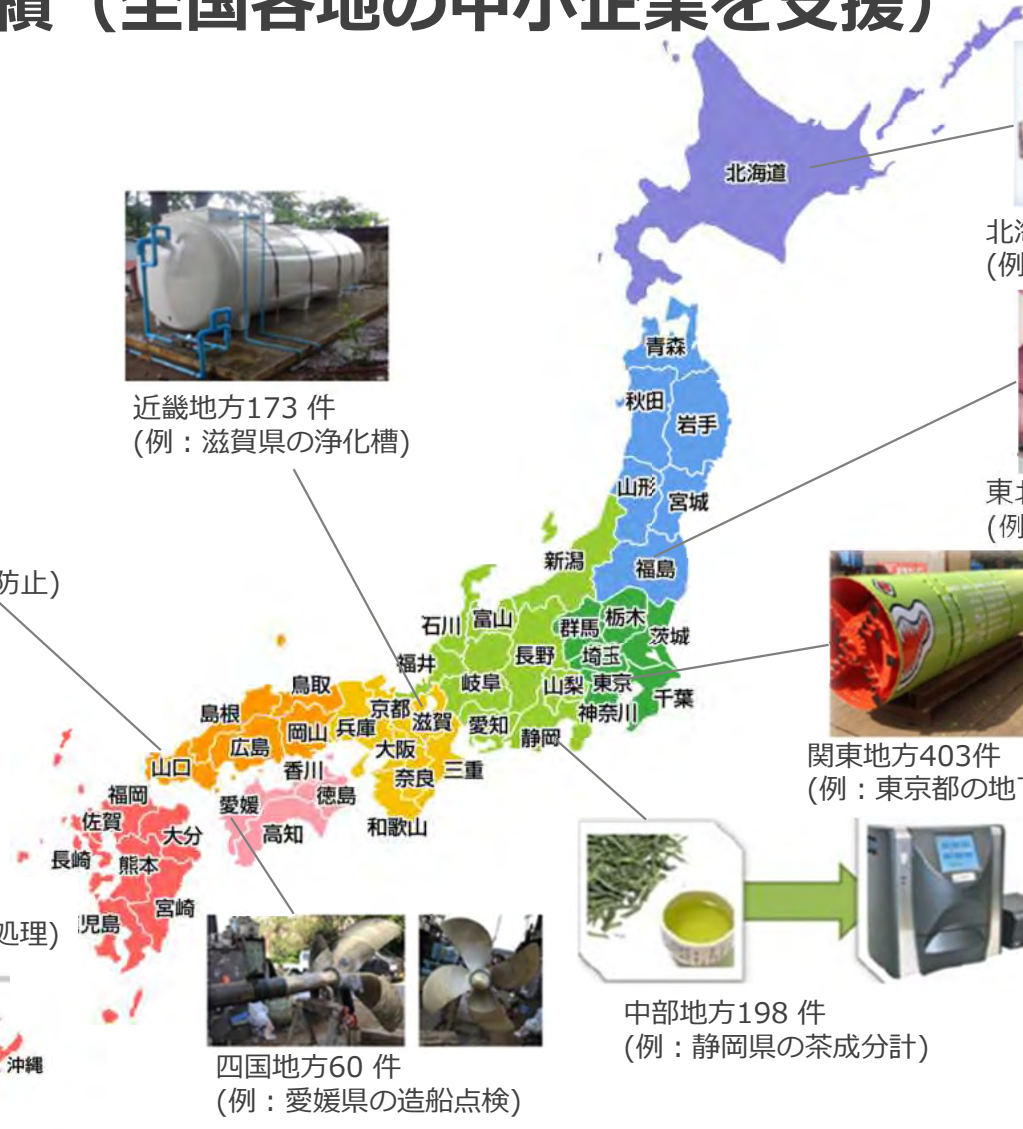 績（全国各地の中小企業を支援）
北海道
近畿地方173 件
(例：滋賀県の浄化槽)
青森
秋田
岩手
山形
宮城
新潟
福島
防止)
石川
富山
群馬
栃木
茨城
福井
長野
埼玉
岐阜
山梨
東京
千葉
神奈川
鳥取
島根
京都
滋賀
愛知
静岡
岡山
兵庫
広島
大阪
山口
香川
奈良
三重
福岡
愛媛
徳島
佐賀
大分
高知
和歌山
長崎
熊本
宮崎
児島
処理)
沖縄
関東地方403件
(例：東京都の地
中部地方198 件
(例：静岡県の茶成分計)
四国地方60 件
(例：愛媛県の造船点検)
北
(例
東
(例